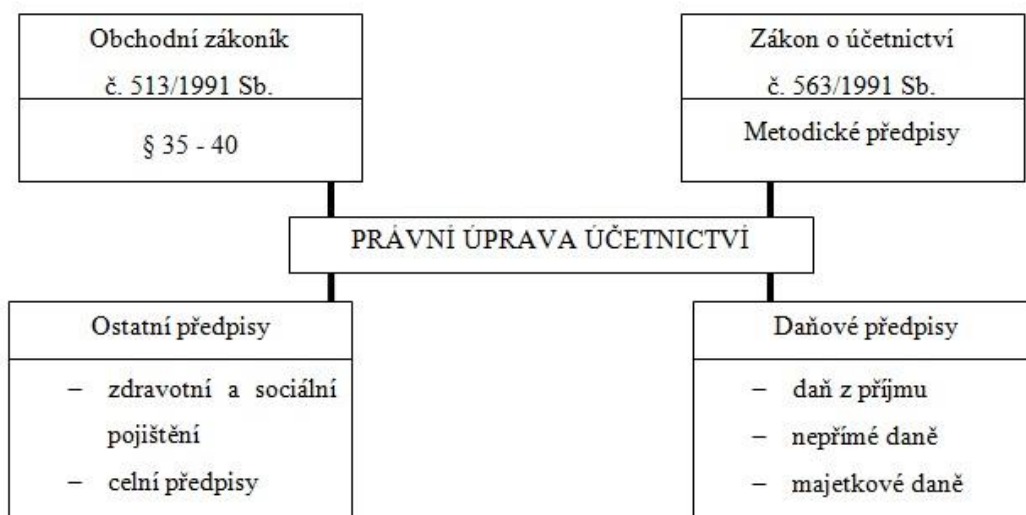 Obchodní zákoník
č. 513/1991 Sb.
§ 35 - 40
Zákon o účetnictví
č. 563/1991 Sb.
Metodické předpisy
PRÁVNÍ ÚPRAVA ÚČETNICTVÍ
Ostatní předpisy
– zdravotní a sociální
pojištění
– celní předpisy
Daňové předpisy
– daň z příjmu
– nepřímé daně
– majetkové daně